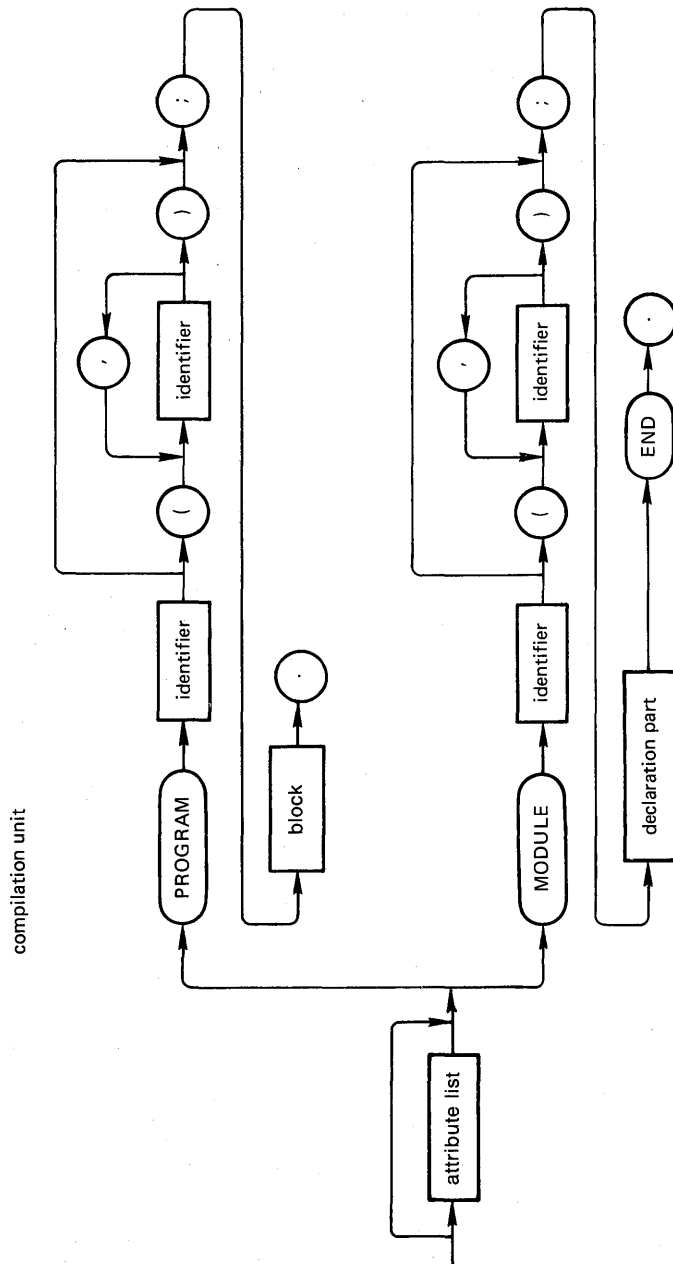 compilation unit
attribute list
PROGRAM
identifier
(
identifier
,
)
;
block
.
MODULE
identifier
(
identifier
,
)
;
declaration part
END
.